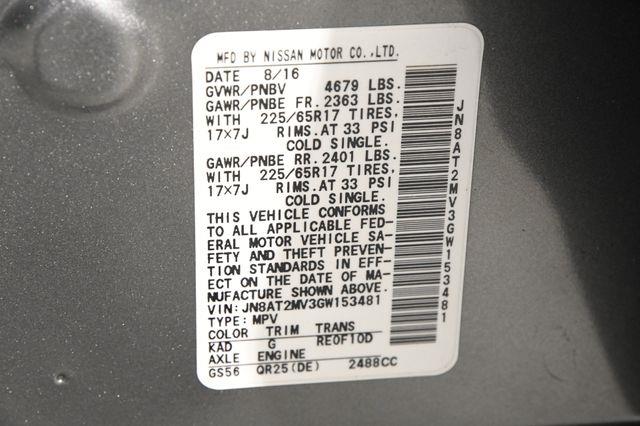 MFD BY NISSAN MOTOR CO.,LTD.
DATE 8/16
GVWR/PNBV 4679 LBS.
GAWR/PNBE FR. 2363 LBS.
WITH 225/65R17 TIRES,
17×7J RIMS.AT 33 PSI
COLD SINGLE.
GAWR/PNBE RR. 2401 LBS.
WITH 225/65R17 TIRES,
17×7J RIMS.AT 33 PSI
COLD SINGLE.
THIS VEHICLE CONFORMS
TO ALL APPLICABLE FED-
ERAL MOTOR VEHICLE SA-
FETY AND THEFT PREVEN-
TION STANDARDS IN EFF-
ECT ON THE DATE OF MA-
NUFACTURE SHOWN ABOVE.
VIN: JN8AT2MV3GW153481
TYPE: MPV
COLOR TRIM TRANS
KAD G RE0F10D
AXLE ENGINE
GS56 QR25(DE) 2488CC
JN8AT2MV3GW153481